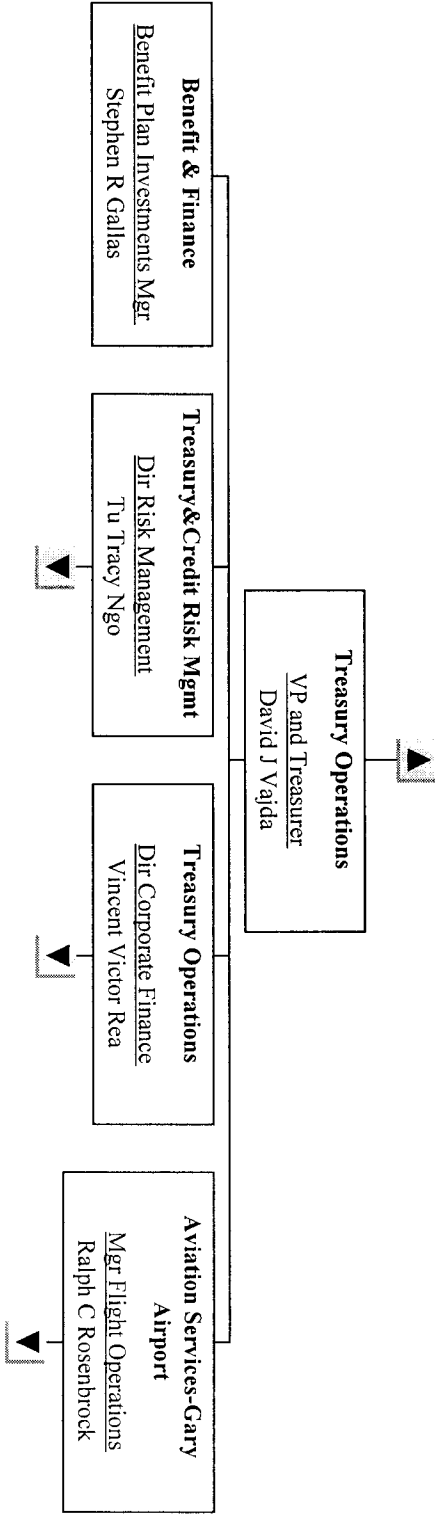 Treasury Operations
VP and Treasurer
David J Vajda
Benefit & Finance
Benefit Plan Investments Mgr
Stephen R Gallas
Treasury&Credit Risk Mgmt
Dir Risk Management
Tu Tracy Ngo
Treasury Operations
Dir Corporate Finance
Vincent Victor Rea
Aviation Services-Gary
Airport
Mgr Flight Operations
Ralph C Rosenbrock